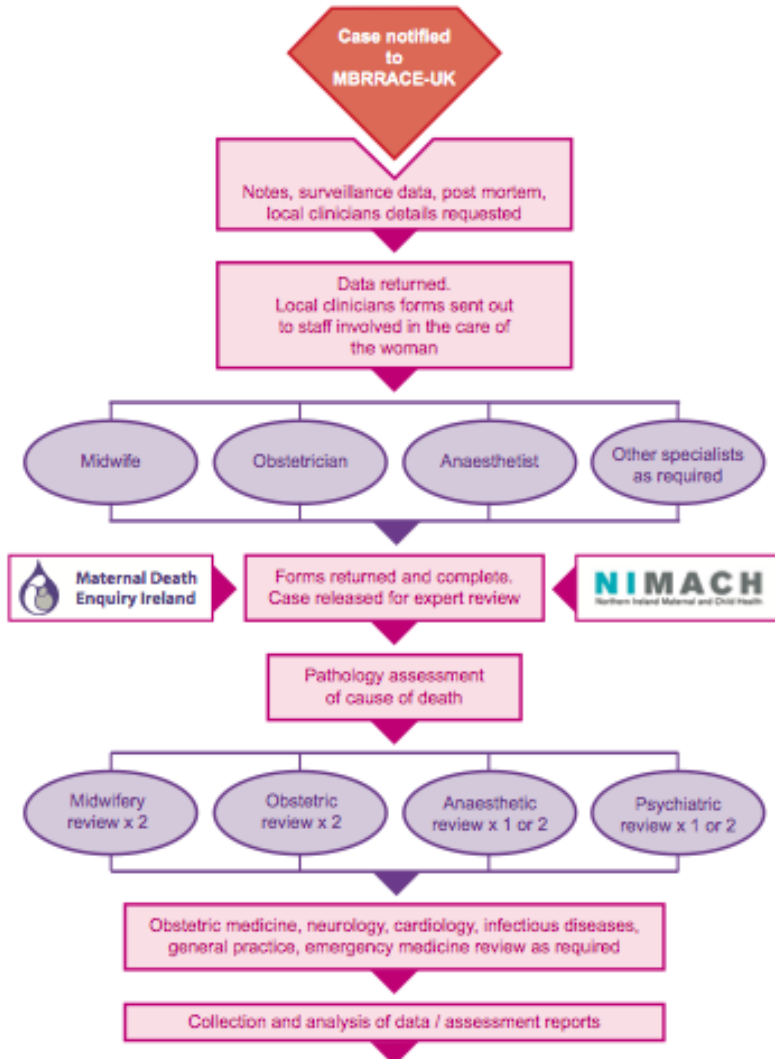 Case notified
to
MBRRACE-UK
Notes, surveillance data, post mortem,
local clinicians details requested
Data returned.
Local clinicians forms sent out
to staff involved in the care of
the woman
Midwife
Obstetrician
Anaesthetist
Other specialists
as required
Maternal Death
Enquiry Ireland
Forms returned and complete.
Case released for expert review
NIMACH
Northern Ireland Maternal and Child Health
Pathology assessment
of cause of death
Midwifery
review x 2
Obstetric
review x 2
Anaesthetic
review x 1 or 2
Psychiatric
review x 1 or 2
Obstetric medicine, neurology, cardiology, infectious diseases,
general practice, emergency medicine review as required
Collection and analysis of data / assessment reports